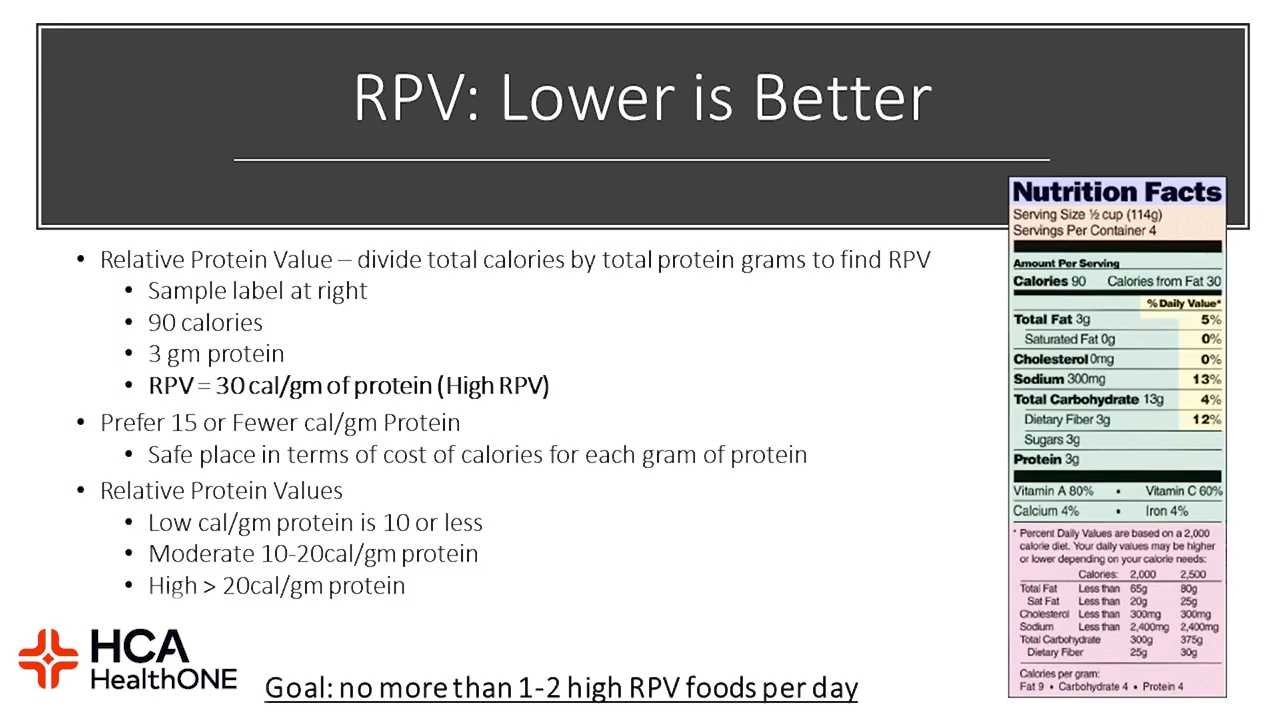 RPV: Lower is Better
• Relative Protein Value – divide total calories by total protein grams to find RPV
• Sample label at right
• 90 calories
• 3 gm protein
• RPV = 30 cal/gm of protein (High RPV)
• Prefer 15 or Fewer cal/gm Protein
• Safe place in terms of cost of calories for each gram of protein
• Relative Protein Values
• Low cal/gm protein is 10 or less
• Moderate 10-20cal/gm protein
• High > 20cal/gm protein
HCA
HealthONE
Goal: no more than 1-2 high RPV foods per day
Nutrition Facts
Serving Size ½ cup (114g)
Servings Per Container 4
Amount Per Serving
Calories 90 Calories from Fat 30
% Daily Value*
Total Fat 3g 5%
Saturated Fat 0g 0%
Cholesterol 0mg 0%
Sodium 300mg 13%
Total Carbohydrate 13g 4%
Dietary Fiber 3g 12%
Sugars 3g
Protein 3g
Vitamin A 80% • Vitamin C 60%
Calcium 4% • Iron 4%
* Percent Daily Values are based on a 2,000
calorie diet. Your daily values may be higher
or lower depending on your calorie needs:
Calories: 2,000 2,500
Total Fat Less than 65g 80g
Sat Fat Less than 20g 25g
Cholesterol Less than 300mg 300mg
Sodium Less than 2,400mg 2,400mg
Total Carbohydrate 300g 375g
Dietary Fiber 25g 30g
Calories per gram:
Fat 9 • Carbohydrate 4 • Protein 4